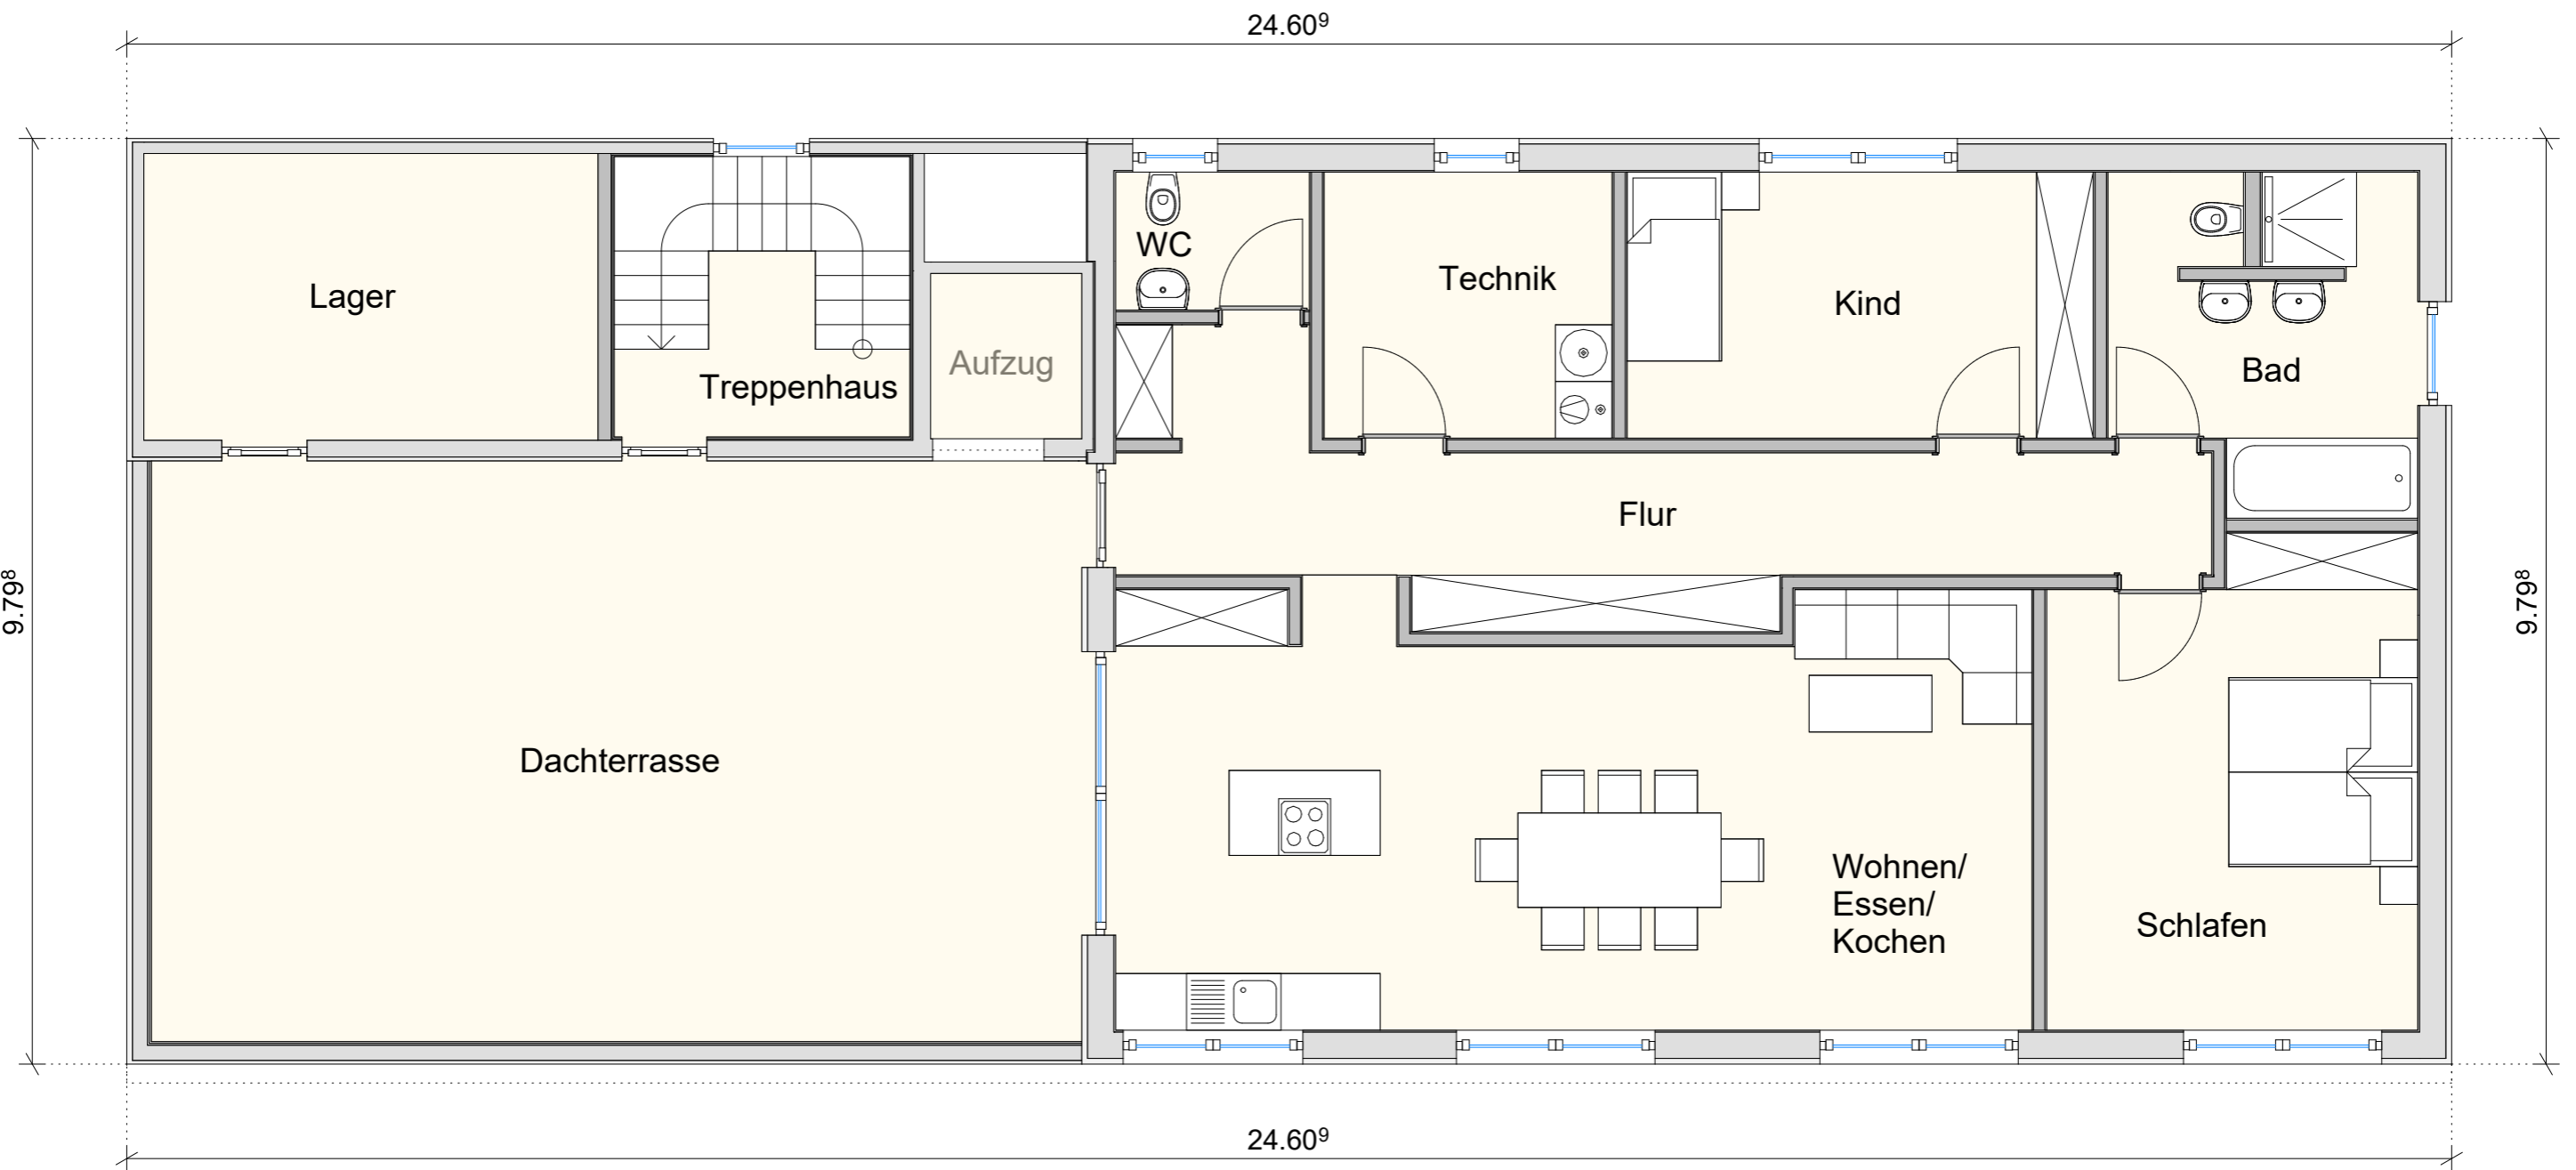 24.60⁹
WC
Technik
Lager
Kind
Aufzug
Bad
Treppenhaus
Flur
9.79⁸
9.79⁸
Dachterrasse
Wohnen/
Essen/
Kochen
Schlafen
24.60⁹